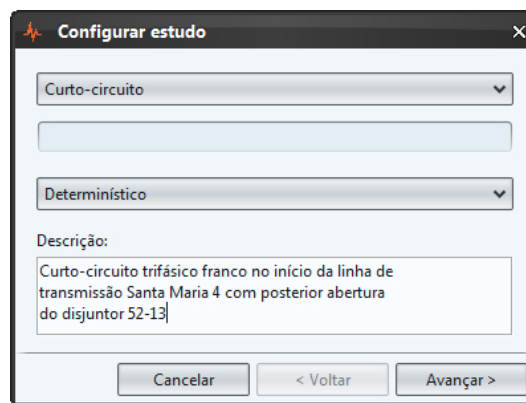 Configurar estudo
Curto-circuito
Determinístico
Descrição:
Curto-circuito trifásico franco no início da linha de
transmissão Santa Maria 4 com posterior abertura
do disjuntor 52-13
Cancelar
< Voltar
Avançar >